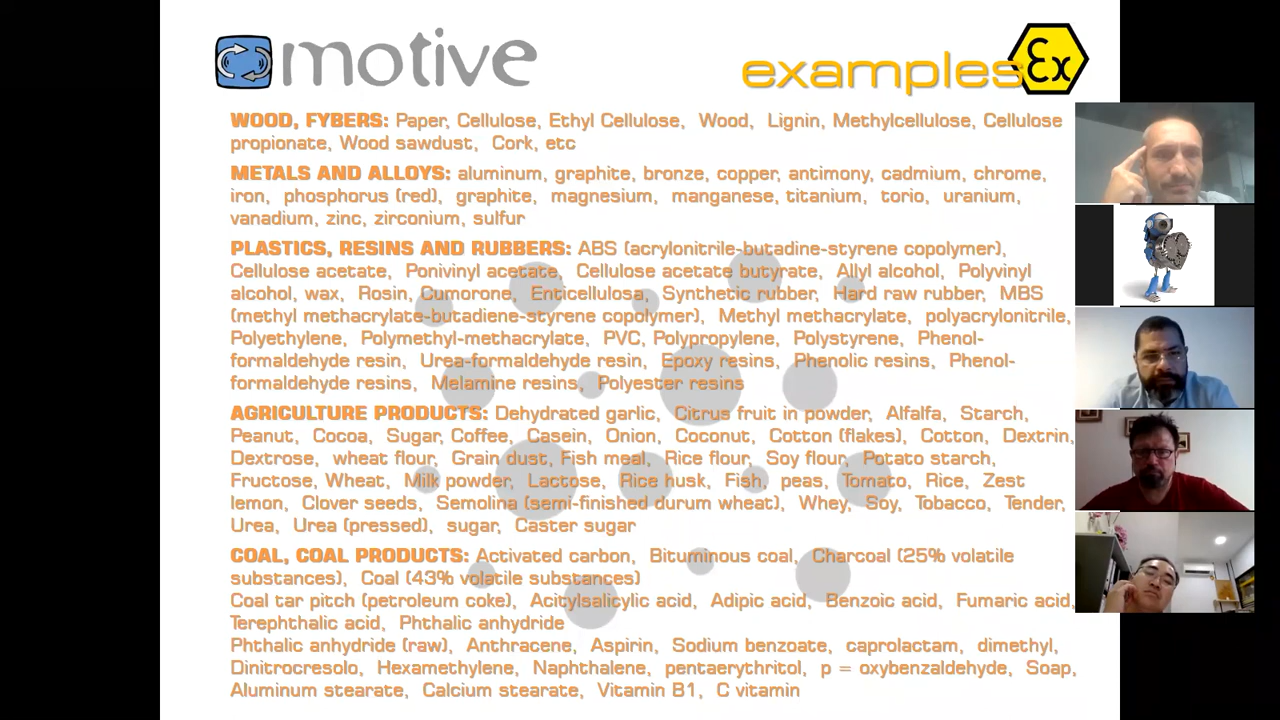 motive
examples Ex
WOOD, FYBERS: Paper, Cellulose, Ethyl Cellulose, Wood, Lignin, Methylcellulose, Cellulose
propionate, Wood sawdust, Cork, etc
METALS AND ALLOYS: aluminum, graphite, bronze, copper, antimony, cadmium, chrome,
iron, phosphorus (red), graphite, magnesium, manganese, titanium, torio, uranium,
vanadium, zinc, zirconium, sulfur
PLASTICS, RESINS AND RUBBERS: ABS (acrylonitrile-butadine-styrene copolymer),
Cellulose acetate, Ponivinyl acetate, Cellulose acetate butyrate, Allyl alcohol, Polyvinyl
alcohol, wax, Rosin, Cumorone, Enticellulosa, Synthetic rubber, Hard raw rubber, MBS
(methyl methacrylate-butadiene-styrene copolymer), Methyl methacrylate, polyacrylonitrile,
Polyethylene, Polymethyl-methacrylate, PVC, Polypropylene, Polystyrene, Phenol-
formaldehyde resin, Urea-formaldehyde resin, Epoxy resins, Phenolic resins, Phenol-
formaldehyde resins, Melamine resins, Polyester resins
AGRICULTURE PRODUCTS: Dehydrated garlic, Citrus fruit in powder, Alfalfa, Starch,
Peanut, Cocoa, Sugar, Coffee, Casein, Onion, Coconut, Cotton (flakes), Cotton, Dextrin,
Dextrose, wheat flour, Grain dust, Fish meal, Rice flour, Soy flour, Potato starch,
Fructose, Wheat, Milk powder, Lactose, Rice husk, Fish, peas, Tomato, Rice, Zest
lemon, Clover seeds, Semolina (semi-finished durum wheat), Whey, Soy, Tobacco, Tender,
Urea, Urea (pressed), sugar, Caster sugar
COAL, COAL PRODUCTS: Activated carbon, Bituminous coal, Charcoal (25% volatile
substances), Coal (43% volatile substances)
Coal tar pitch (petroleum coke), Acitylsalicylic acid, Adipic acid, Benzoic acid, Fumaric acid,
Terephthalic acid, Phthalic anhydride
Phthalic anhydride (raw), Anthracene, Aspirin, Sodium benzoate, caprolactam, dimethyl,
Dinitrocresolo, Hexamethylene, Naphthalene, pentaerythritol, p = oxybenzaldehyde, Soap,
Aluminum stearate, Calcium stearate, Vitamin B1, C vitamin